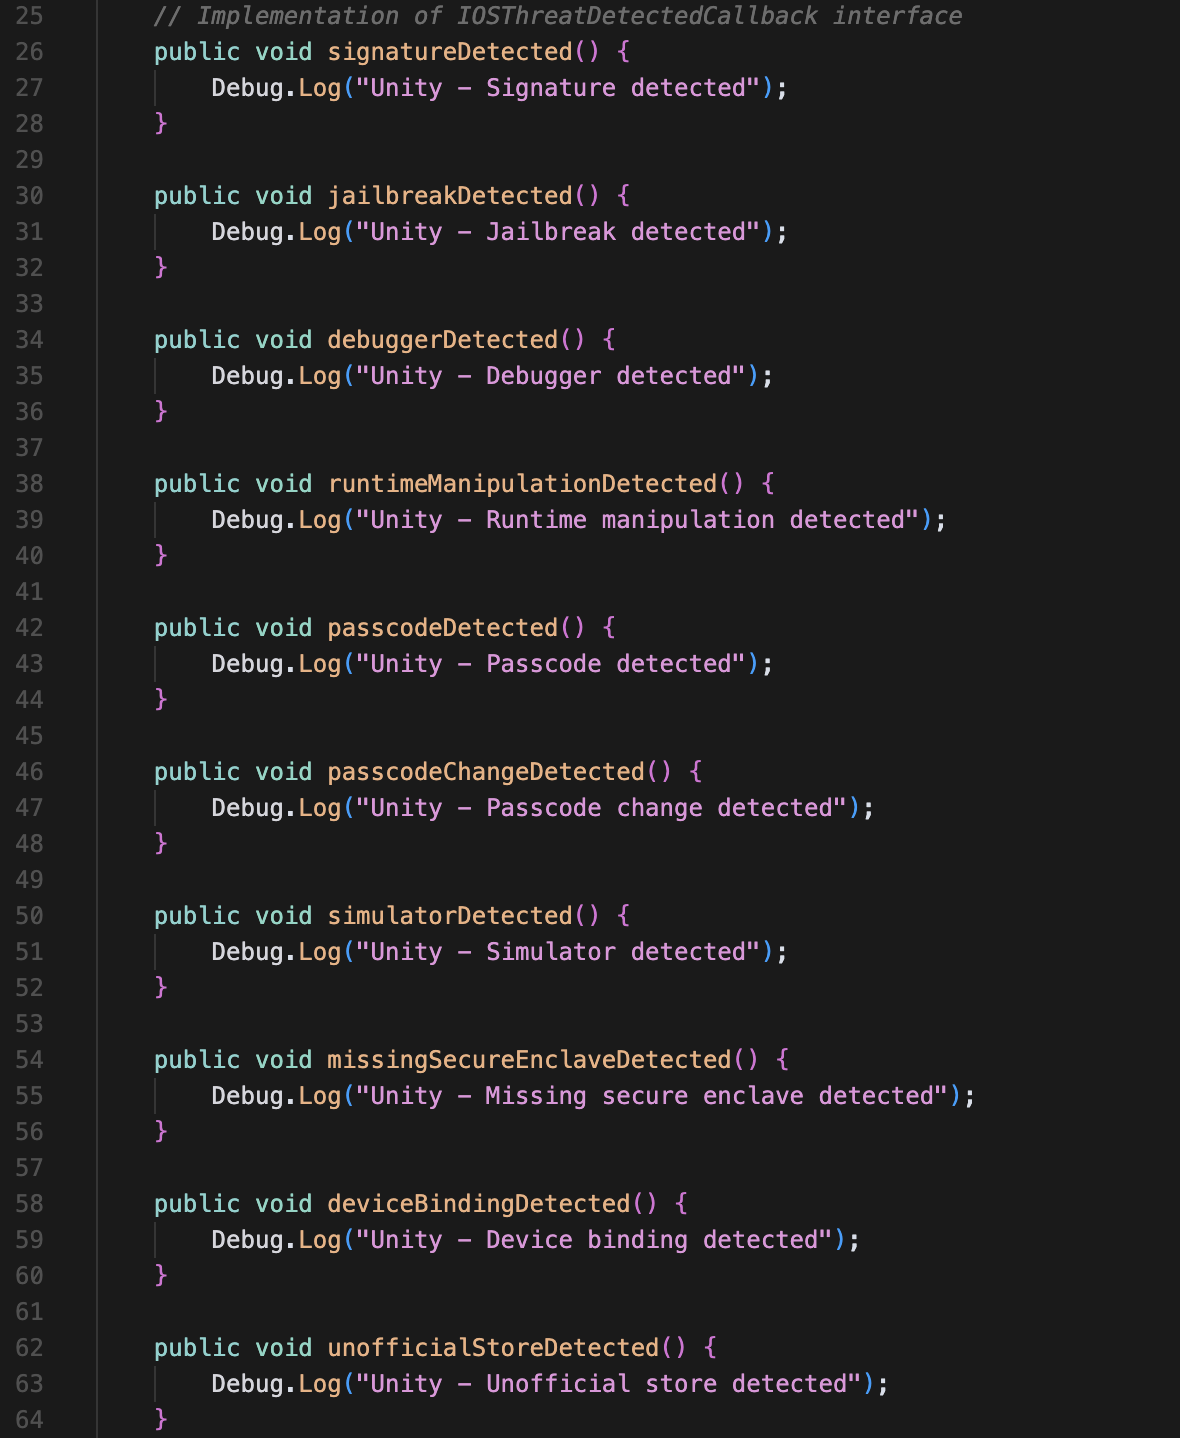 25 // Implementation of IOSThreatDetectedCallback interface
26 public void signatureDetected() {
27 Debug.Log("Unity - Signature detected");
28 }
29
30 public void jailbreakDetected() {
31 Debug.Log("Unity - Jailbreak detected");
32 }
33
34 public void debuggerDetected() {
35 Debug.Log("Unity - Debugger detected");
36 }
37
38 public void runtimeManipulationDetected() {
39 Debug.Log("Unity - Runtime manipulation detected");
40 }
41
42 public void passcodeDetected() {
43 Debug.Log("Unity - Passcode detected");
44 }
45
46 public void passcodeChangeDetected() {
47 Debug.Log("Unity - Passcode change detected");
48 }
49
50 public void simulatorDetected() {
51 Debug.Log("Unity - Simulator detected");
52 }
53
54 public void missingSecureEnclaveDetected() {
55 Debug.Log("Unity - Missing secure enclave detected");
56 }
57
58 public void deviceBindingDetected() {
59 Debug.Log("Unity - Device binding detected");
60 }
61
62 public void unofficialStoreDetected() {
63 Debug.Log("Unity - Unofficial store detected");
64 }